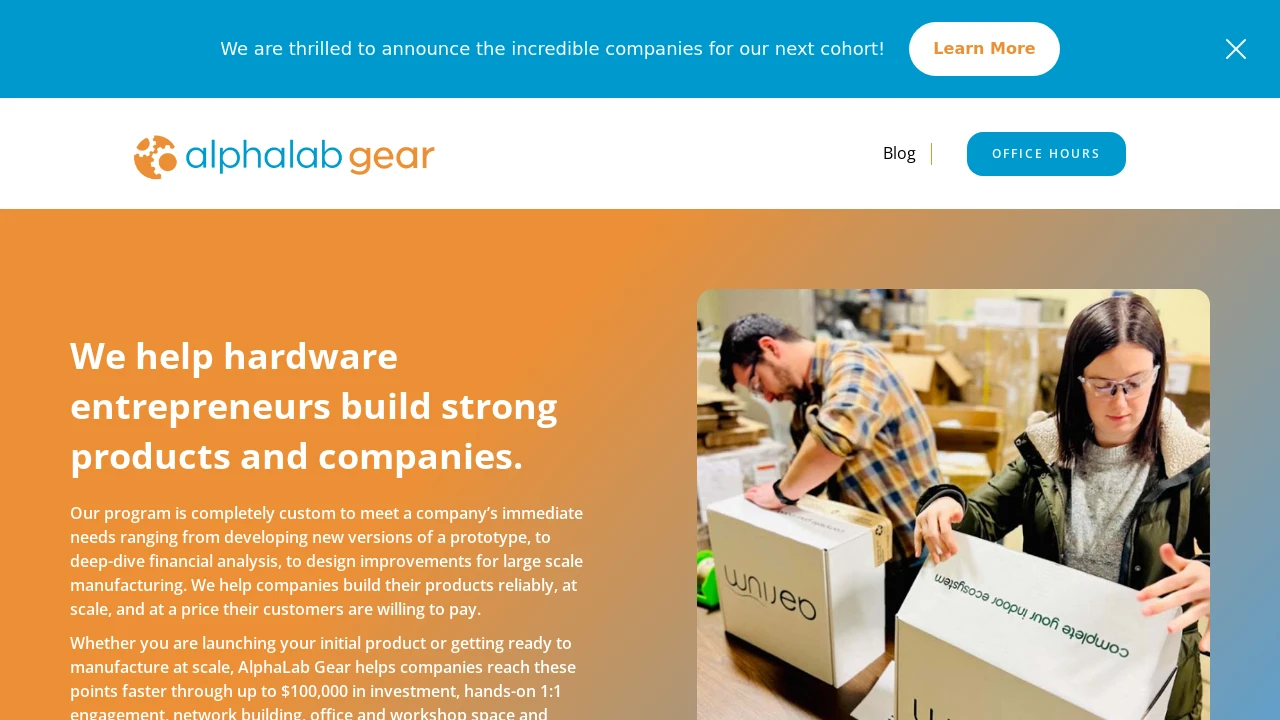 We are thrilled to announce the incredible companies for our next cohort!
Learn More
alphalab gear
Blog
OFFICE HOURS
We help hardware
entrepreneurs build strong
products and companies.
Our program is completely custom to meet a company’s immediate
needs ranging from developing new versions of a prototype, to
deep-dive financial analysis, to design improvements for large scale
manufacturing. We help companies build their products reliably, at
scale, and at a price their customers are willing to pay.
Whether you are launching your initial product or getting ready to
manufacture at scale, AlphaLab Gear helps companies reach these
points faster through up to $100,000 in investment, hands-on 1:1
engagement, network building, office and workshop space and
complete your indoor ecosystem